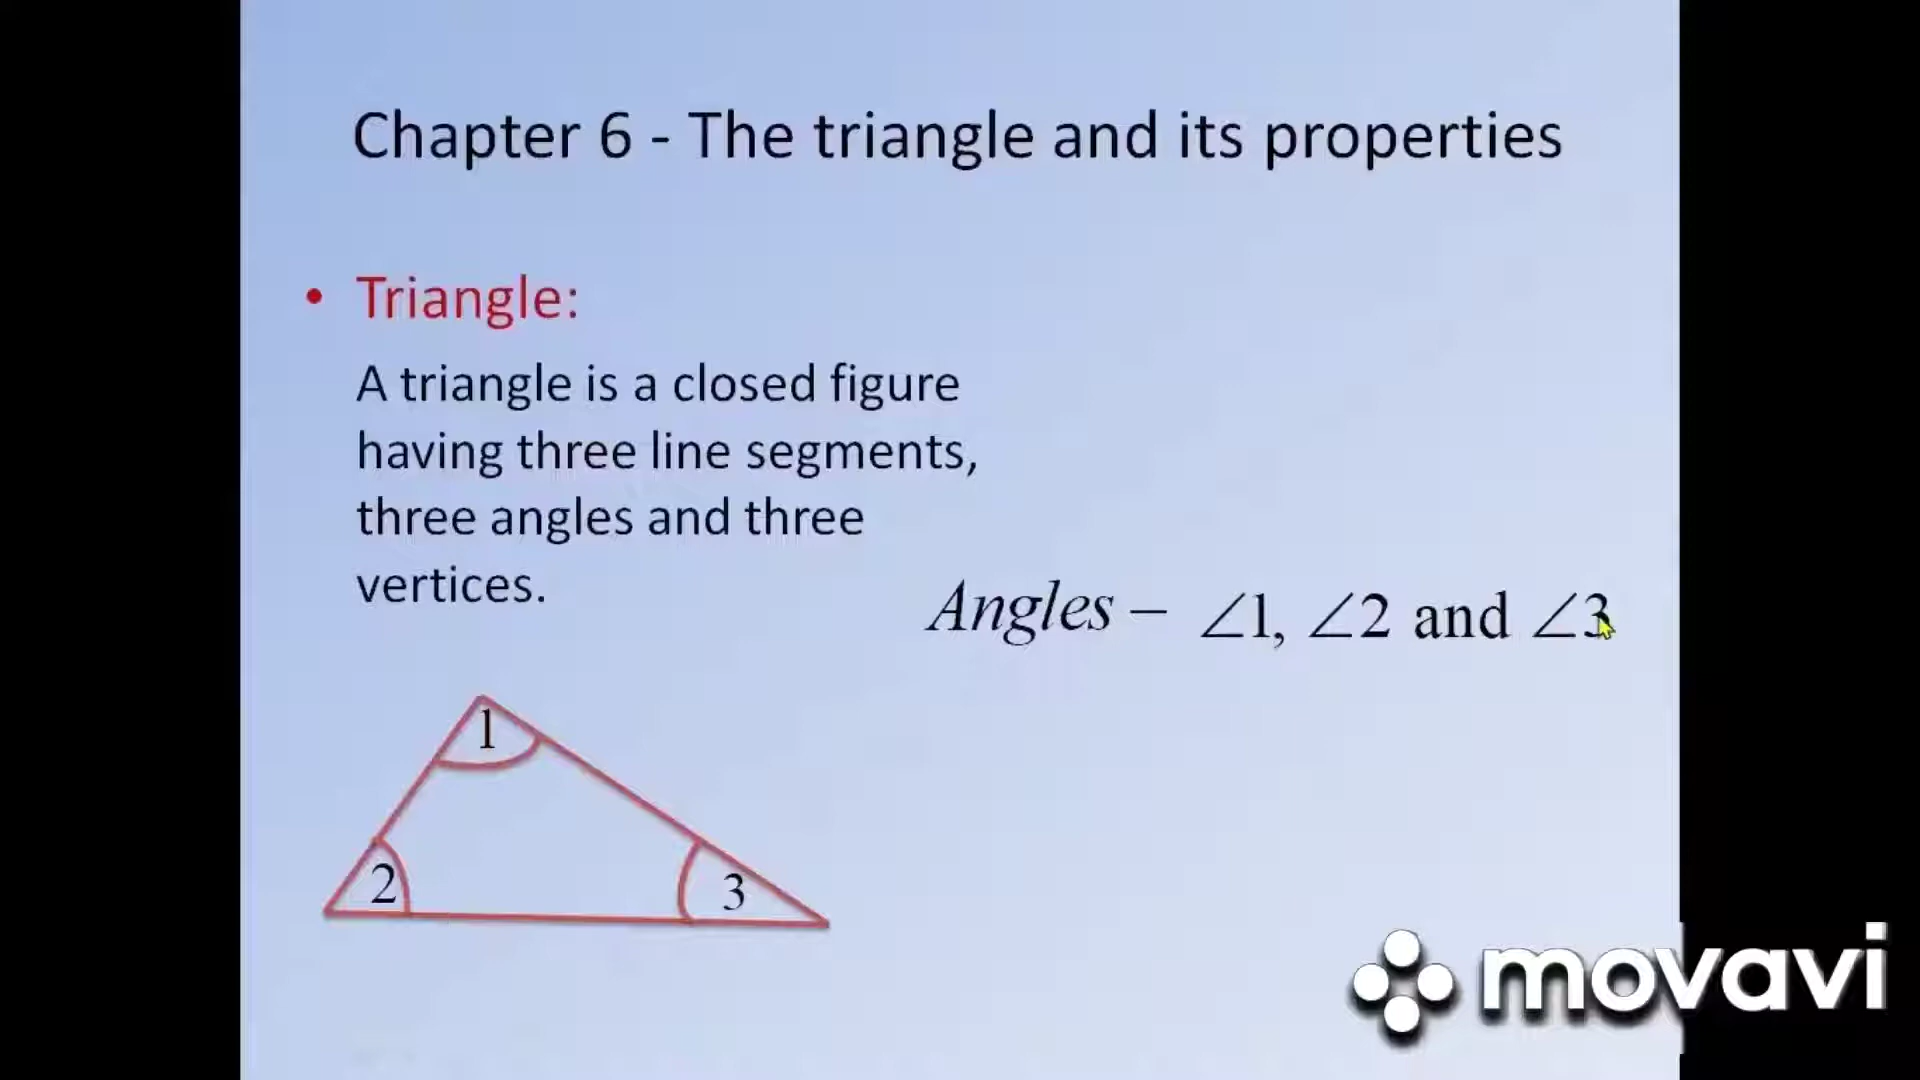 Chapter 6 - The triangle and its properties
• Triangle:
A triangle is a closed figure
having three line segments,
three angles and three
vertices.
Angles – ∠1, ∠2 and ∠3
1
2
3
movavi